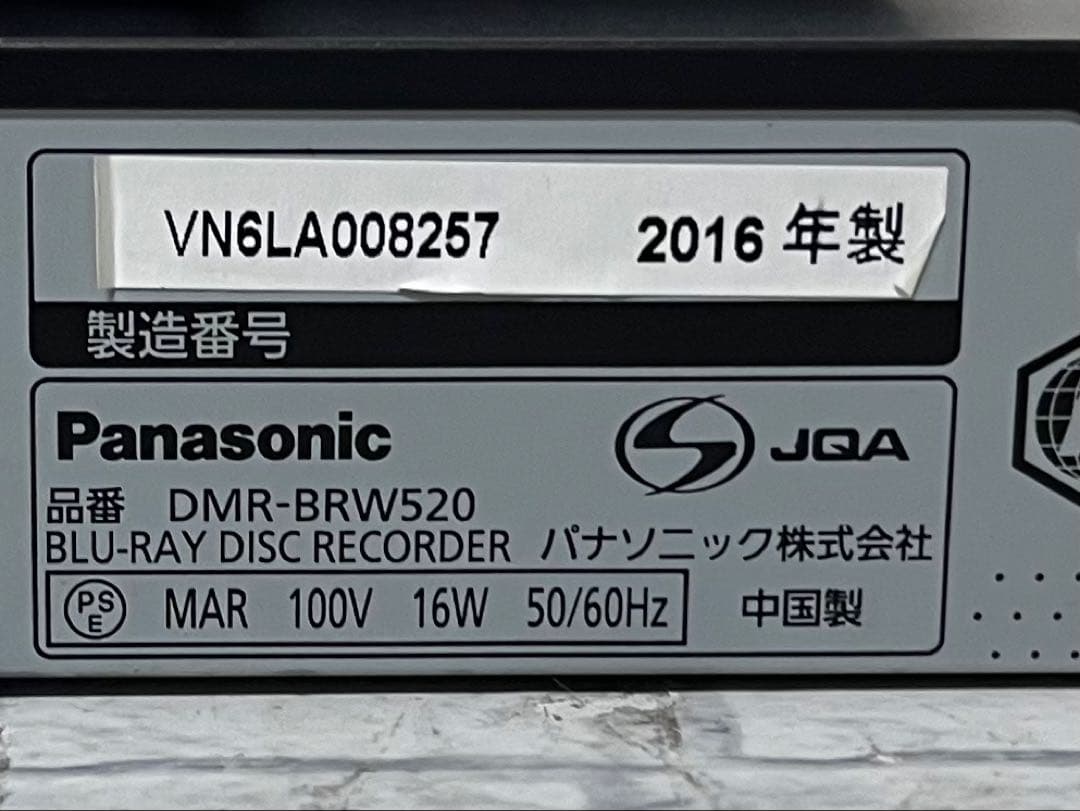 VN6LA008257 2016 年製
製造番号
Panasonic JQA
品番 DMR-BRW520
BLU-RAY DISC RECORDER パナソニック株式会社
PSE MAR 100V 16W 50/60Hz 中国製